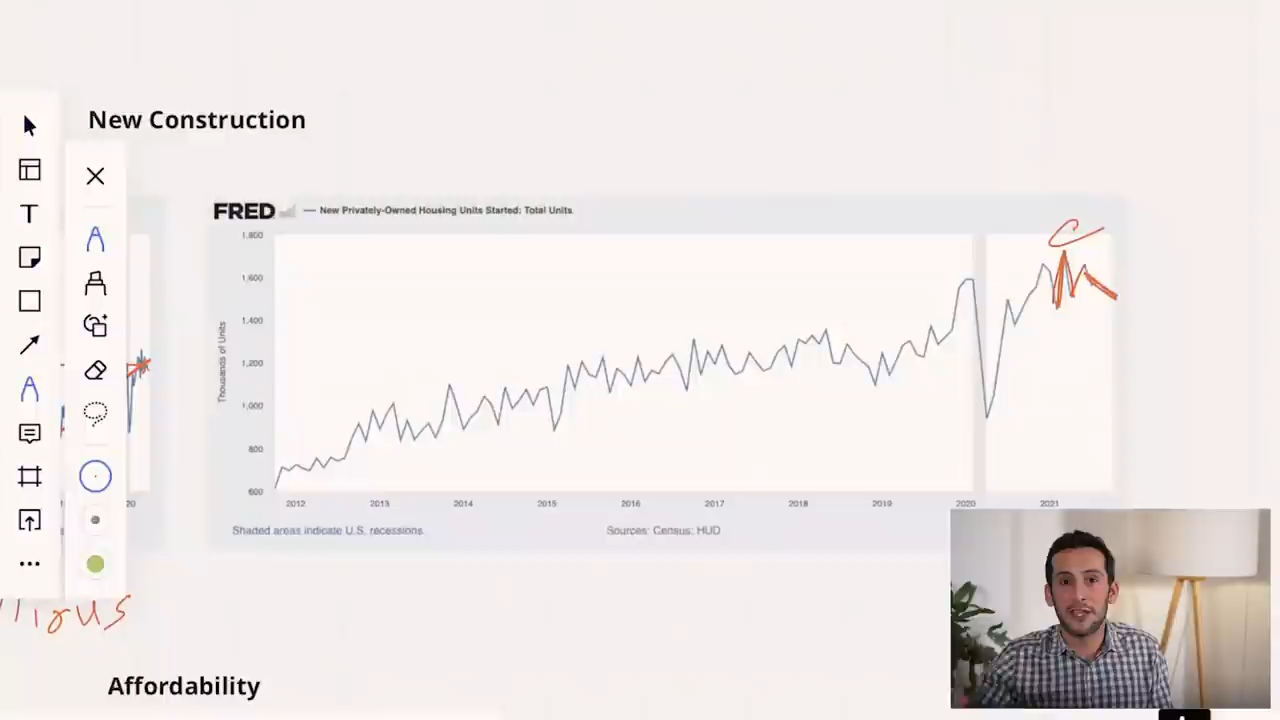 New Construction
T
FRED — New Privately-Owned Housing Units Started: Total Units
Thousands of Units
1,800
1,600
1,400
1,200
1,000
800
600
2012 2013 2014 2015 2016 2017 2018 2019 2020 2021
20
Shaded areas indicate U.S. recessions. Sources: Census; HUD
Affordability